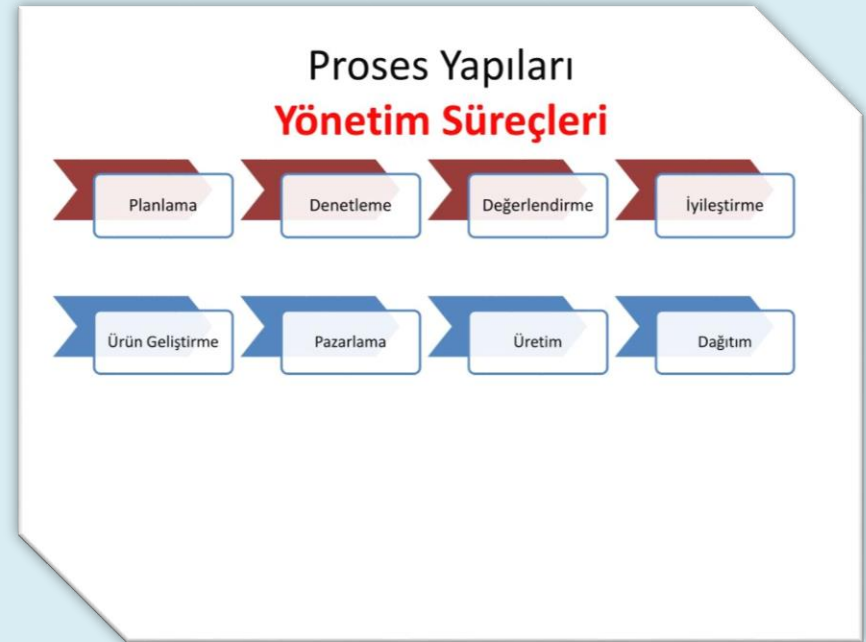 Proses Yapıları
Yönetim Süreçleri
Planlama
Denetleme
Değerlendirme
İyileştirme
Ürün Geliştirme
Pazarlama
Üretim
Dağıtım